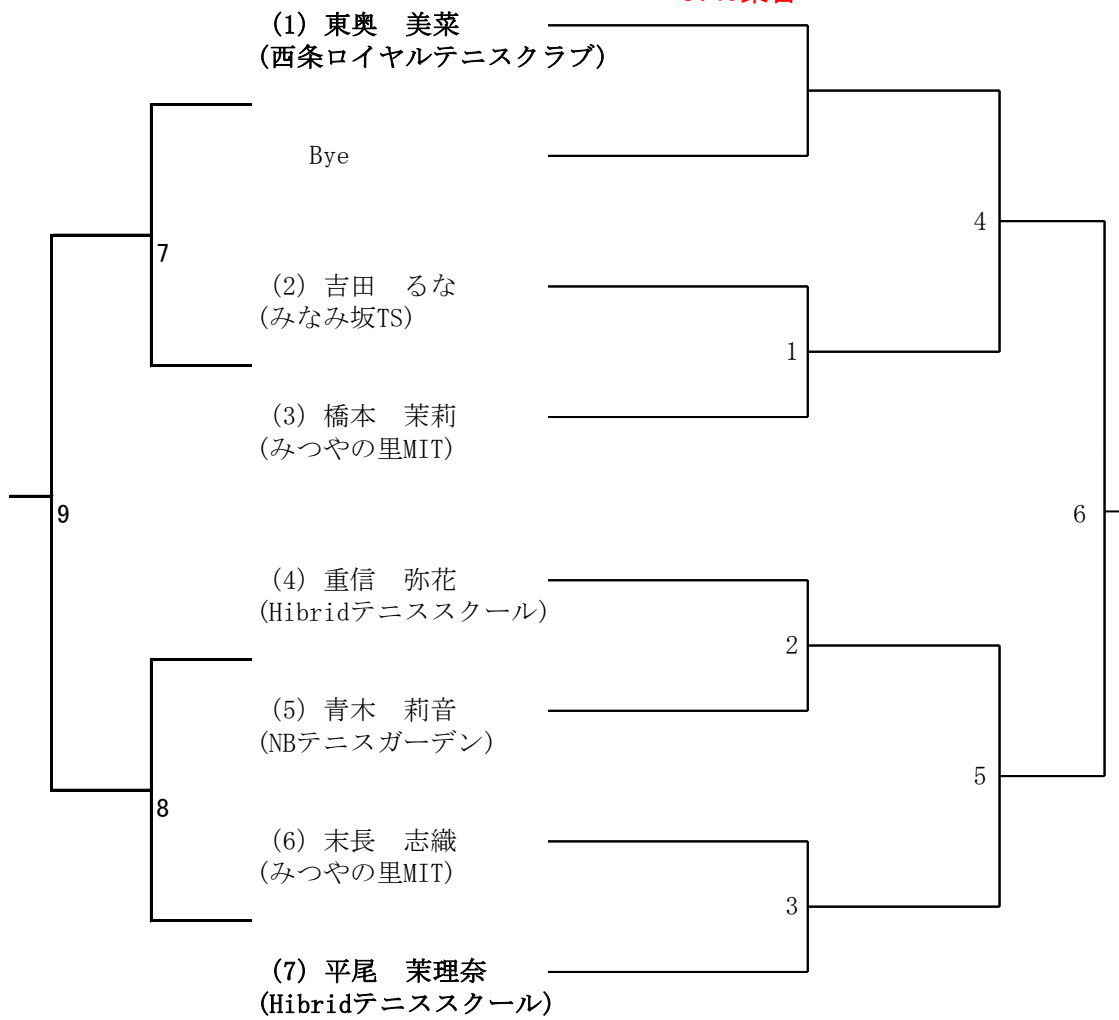 (1) 東奥 美菜
(西条ロイヤルテニスクラブ)
Bye
7
4
(2) 吉田 るな
(みなみ坂TS)
1
(3) 橋本 茉莉
(みつやの里MIT)
9
6
(4) 重信 弥花
(Hibridテニススクール)
2
(5) 青木 莉音
(NBテニスガーデン)
5
8
(6) 末長 志織
(みつやの里MIT)
3
(7) 平尾 茉理奈
(Hibridテニススクール)